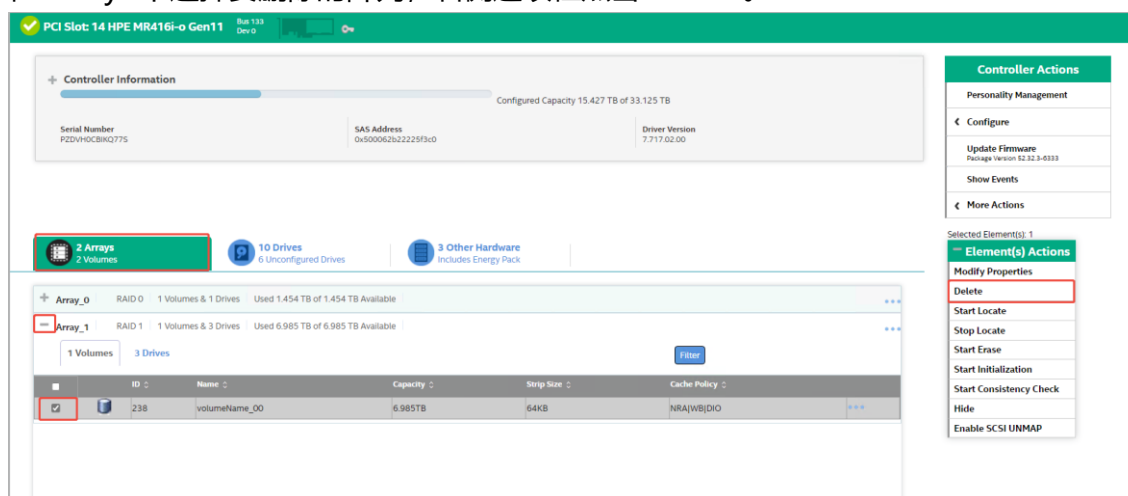 PCI Slot: 14 HPE MR416i-o Gen11 Bus 133 Dev 0
Controller Information
Configured Capacity 15.427 TB of 33.125 TB
Serial Number SAS Address Driver Version
PZDVH0CBIKQ77S 0x500062b22225f3c0 7.717.02.00
Controller Actions
Personality Management
Configure
Update Firmware
Package Version 52.32.3-6333
Show Events
More Actions
2 Arrays 10 Drives 3 Other Hardware
2 Volumes 6 Unconfigured Drives Includes Energy Pack
Array_0 RAID 0 1 Volumes & 1 Drives Used 1.454 TB of 1.454 TB Available
Array_1 RAID 1 1 Volumes & 3 Drives Used 6.985 TB of 6.985 TB Available
1 Volumes 3 Drives Filter
ID Name Capacity Strip Size Cache Policy
238 volumeName_00 6.985TB 64KB NRA|WB|DIO
Selected Element(s): 1
Element(s) Actions
Modify Properties
Delete
Start Locate
Stop Locate
Start Erase
Start Initialization
Start Consistency Check
Hide
Enable SCSI UNMAP